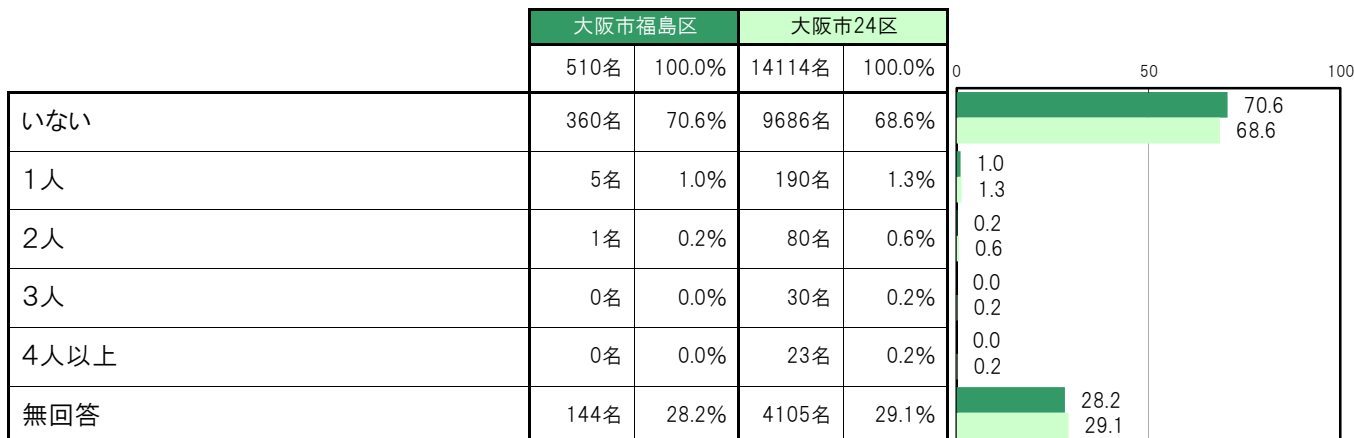 大阪市福島区 大阪市24区
510名 100.0% 14114名 100.0% 0 50 100
いない 360名 70.6% 9686名 68.6% 70.6
68.6
1人 5名 1.0% 190名 1.3% 1.0
1.3
2人 1名 0.2% 80名 0.6% 0.2
0.6
3人 0名 0.0% 30名 0.2% 0.0
0.2
4人以上 0名 0.0% 23名 0.2% 0.0
0.2
無回答 144名 28.2% 4105名 29.1% 28.2
29.1